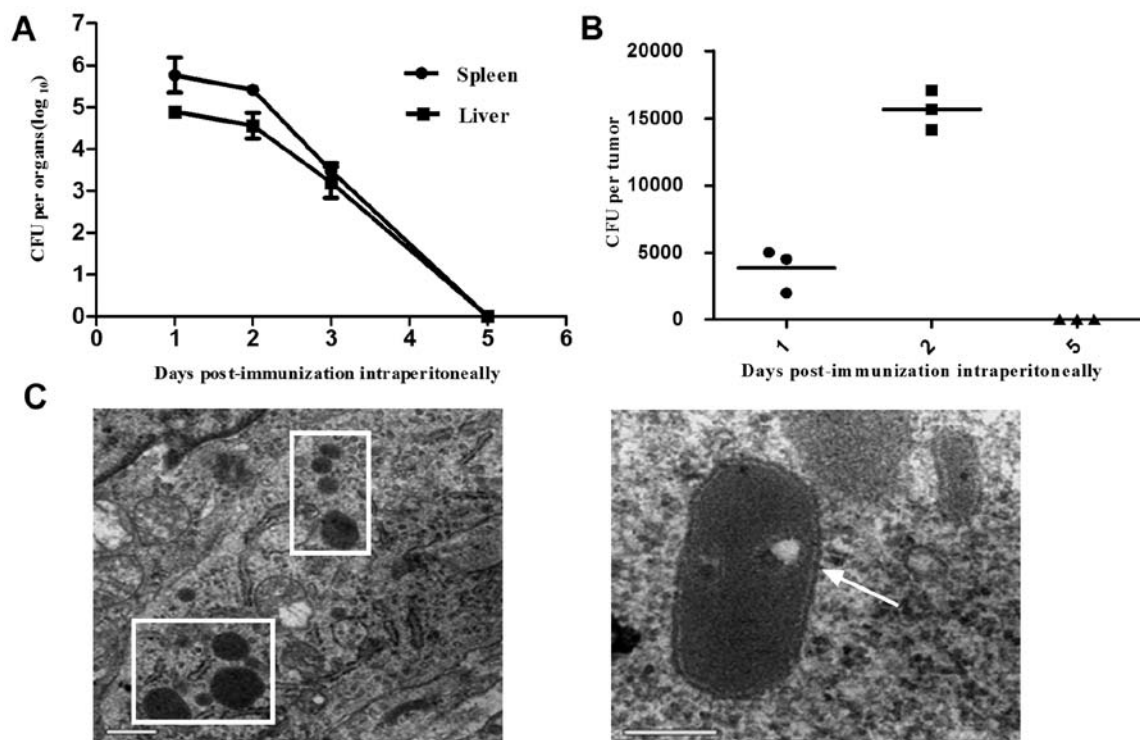 A
7
6
5
4
3
2
1
0
CFU per organs (log 10)
Spleen
Liver
0 1 2 3 4 5 6
Days post-immunization intraperitoneally
B
20000
15000
10000
5000
0
CFU per tumor
1 2 5
Days post-immunization intraperitoneally
C